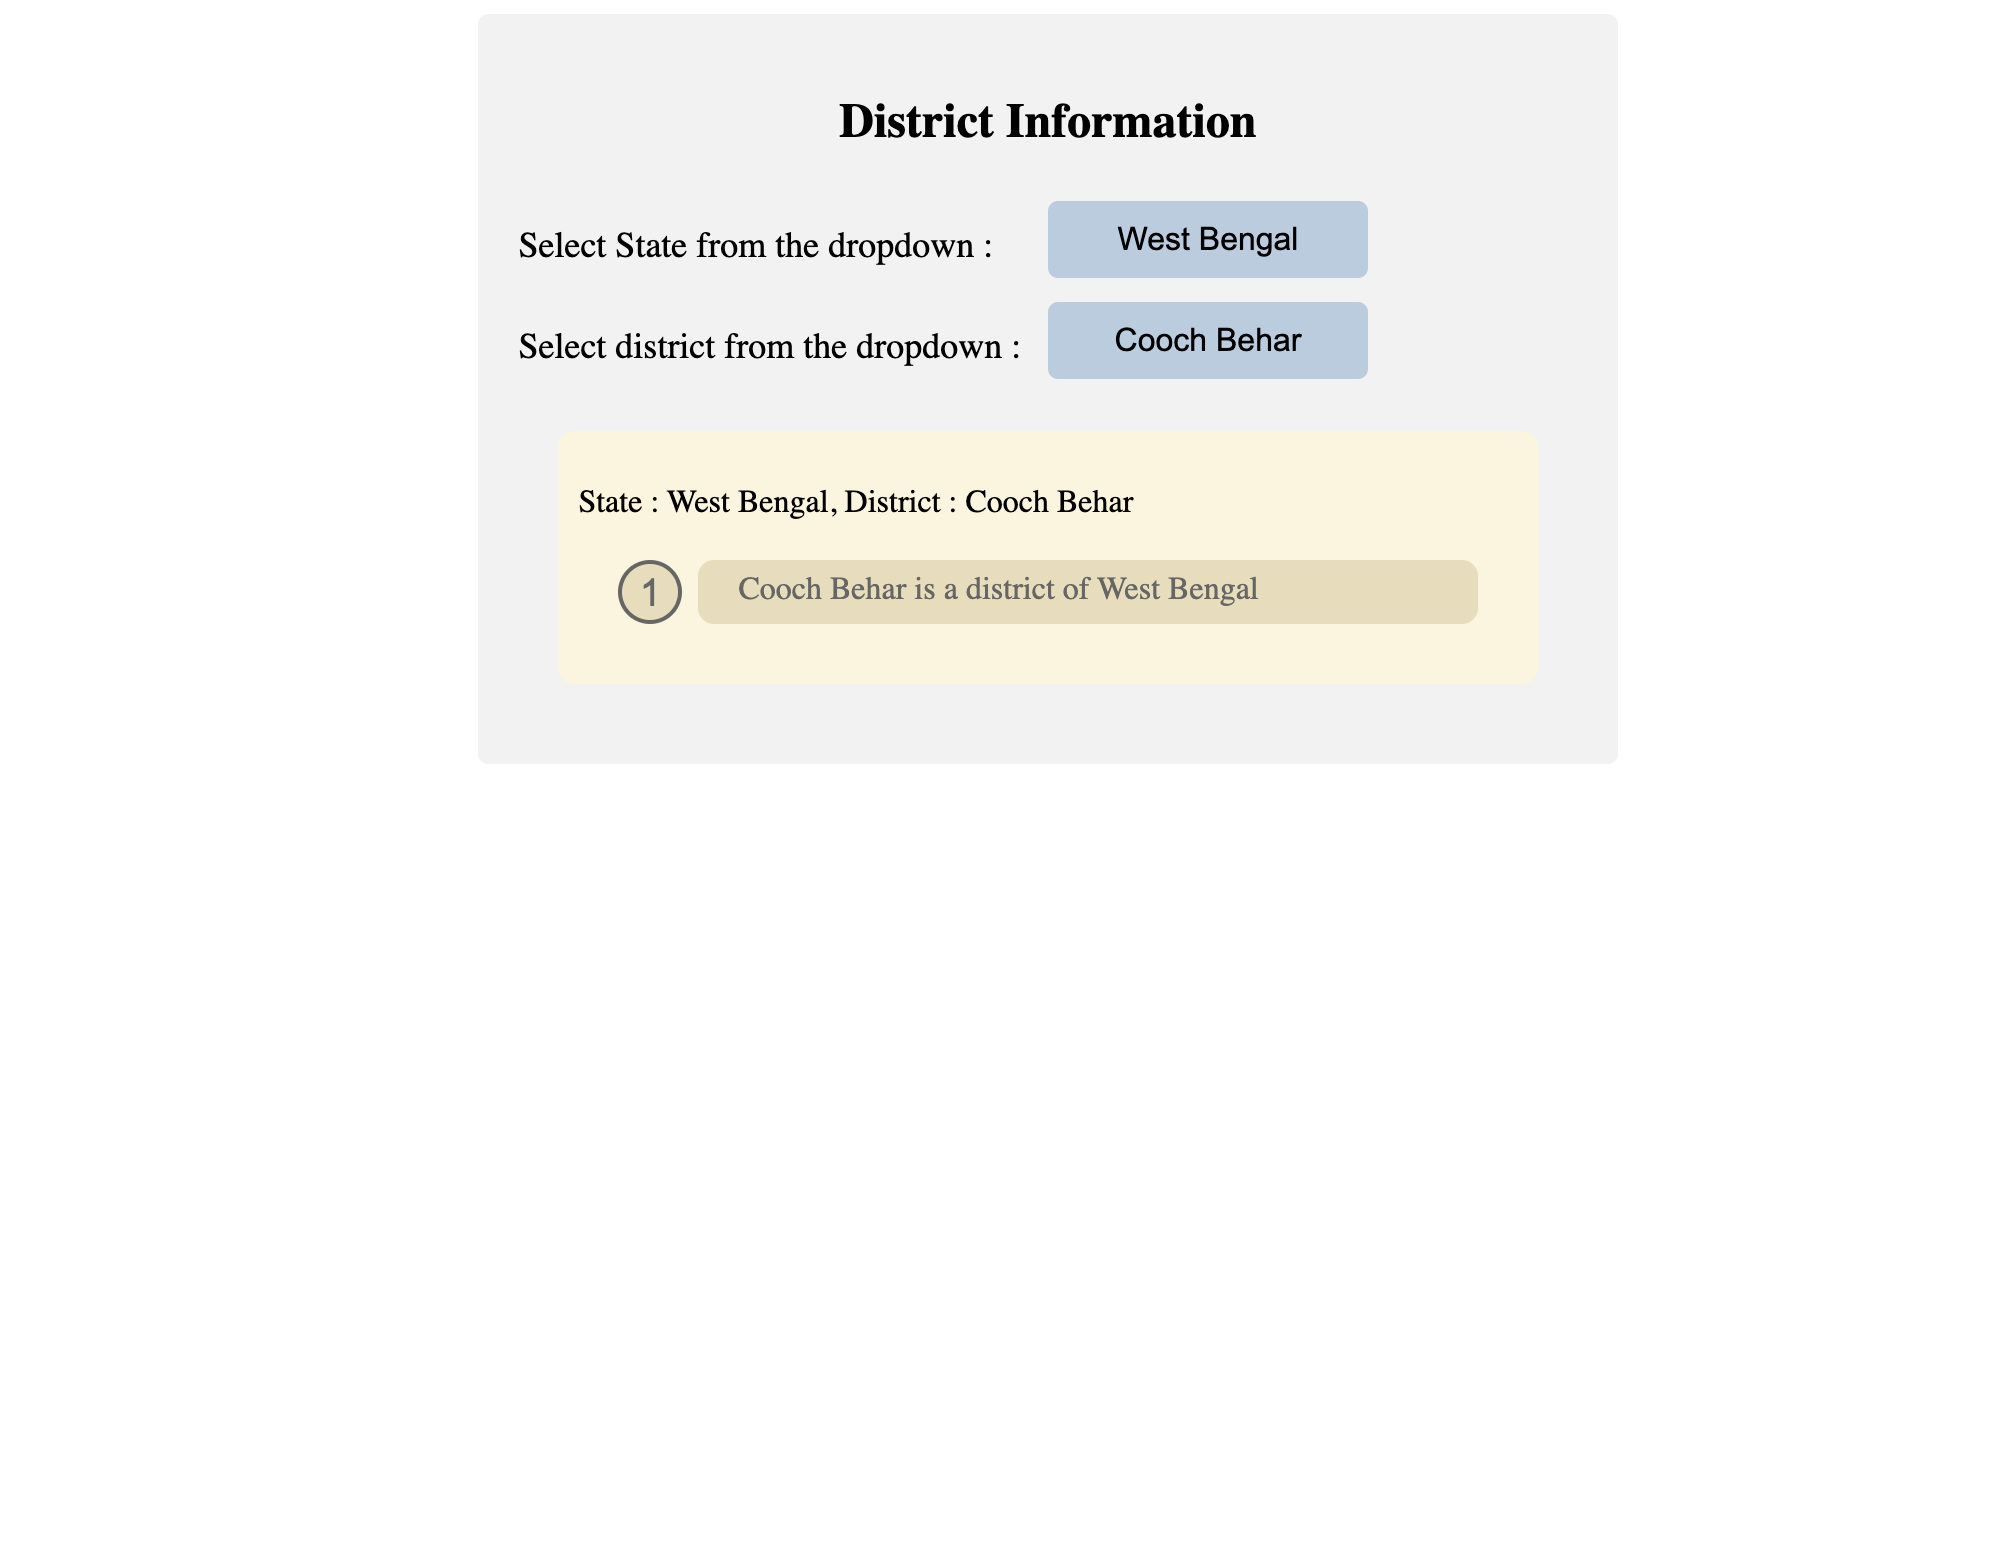 District Information
Select State from the dropdown :
West Bengal
Select district from the dropdown :
Cooch Behar
State : West Bengal, District : Cooch Behar
1
Cooch Behar is a district of West Bengal